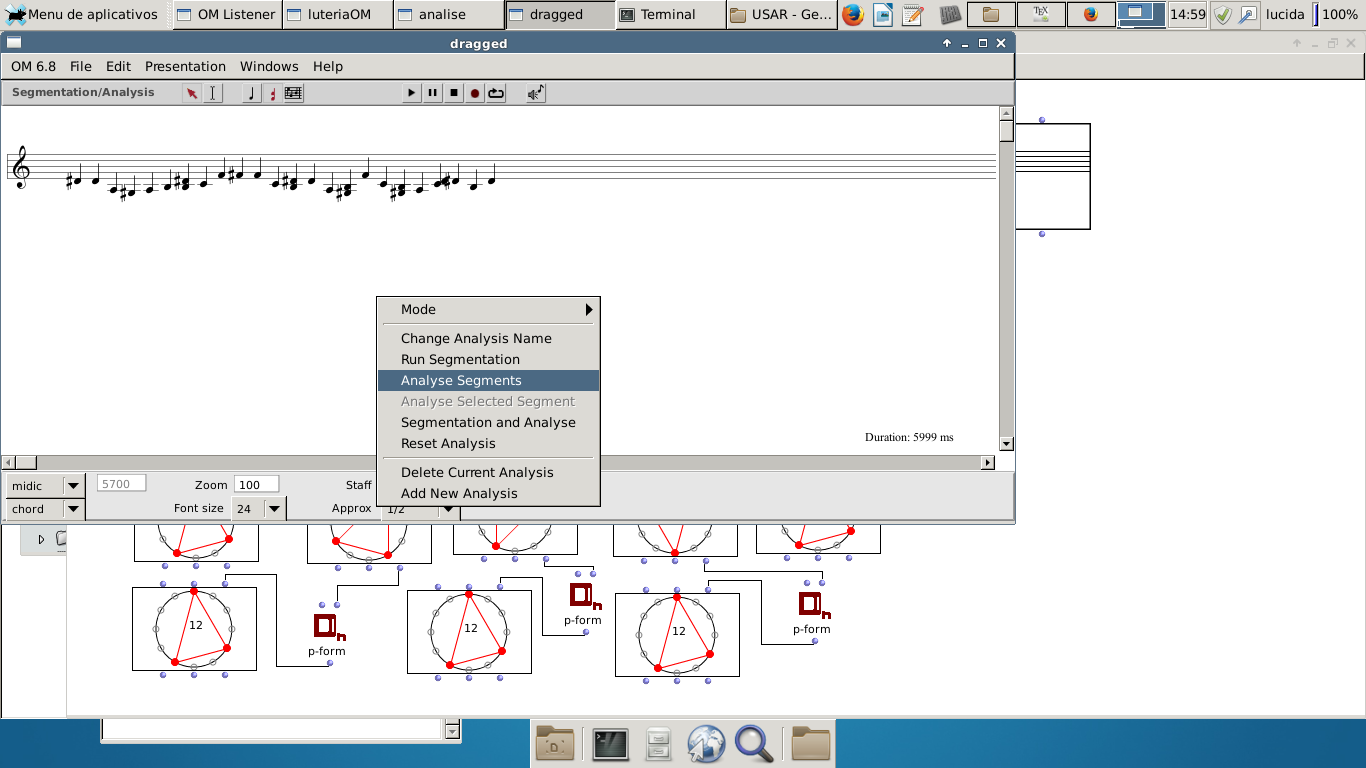 Menu de aplicativos OM Listener luteriaOM analise dragged Terminal USAR - Ge... 14:59 lucida 100%
dragged
OM 6.8 File Edit Presentation Windows Help
Segmentation/Analysis
Mode
Change Analysis Name
Run Segmentation
Analyse Segments
Analyse Selected Segment
Segmentation and Analyse
Reset Analysis
Delete Current Analysis
Add New Analysis
Duration: 5999 ms
midic 5700 Zoom 100 Staff
chord Font size 24 Approx 1/2
12
p-form
12
p-form
12
p-form